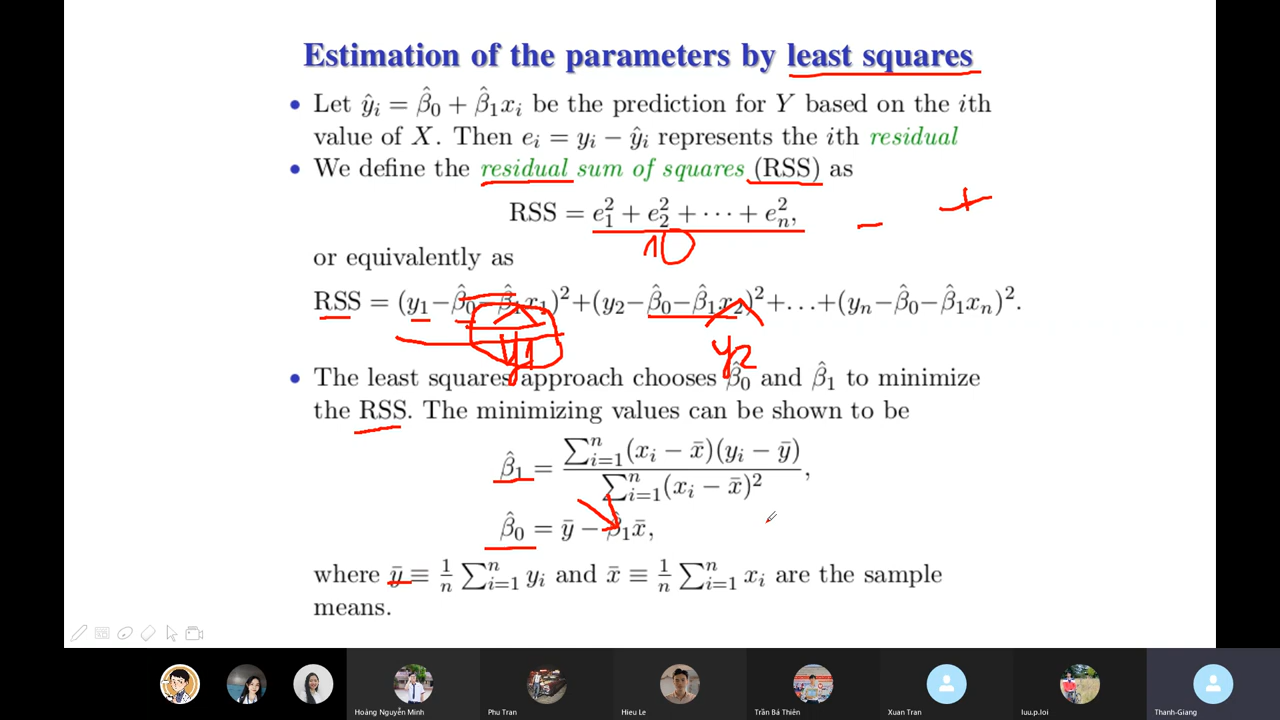 Estimation of the parameters by least squares
• Let ŷᵢ = β̂₀ + β̂₁xᵢ be the prediction for Y based on the ith
value of X. Then eᵢ = yᵢ − ŷᵢ represents the ith residual
• We define the residual sum of squares (RSS) as
RSS = e₁² + e₂² + ⋯ + eₙ²,
− +
10
or equivalently as
RSS = (y₁−β̂₀−β̂₁x₁)²+(y₂−β̂₀−β̂₁x₂)²+…+(yₙ−β̂₀−β̂₁xₙ)².
ŷ1 ŷ2
• The least squares approach chooses β̂₀ and β̂₁ to minimize
the RSS. The minimizing values can be shown to be
β̂₁ = ∑ⁿᵢ₌₁(xᵢ − x̄)(yᵢ − ȳ) / ∑ⁿᵢ₌₁(xᵢ − x̄)²,
β̂₀ = ȳ − β̂₁x̄,
where ȳ ≡ 1/n ∑ⁿᵢ₌₁ yᵢ and x̄ ≡ 1/n ∑ⁿᵢ₌₁ xᵢ are the sample
means.
Hoàng Nguyễn Minh Phu Tran Hieu Le Trần Bá Thiên Xuan Tran luu.p.loi Thanh-Giang